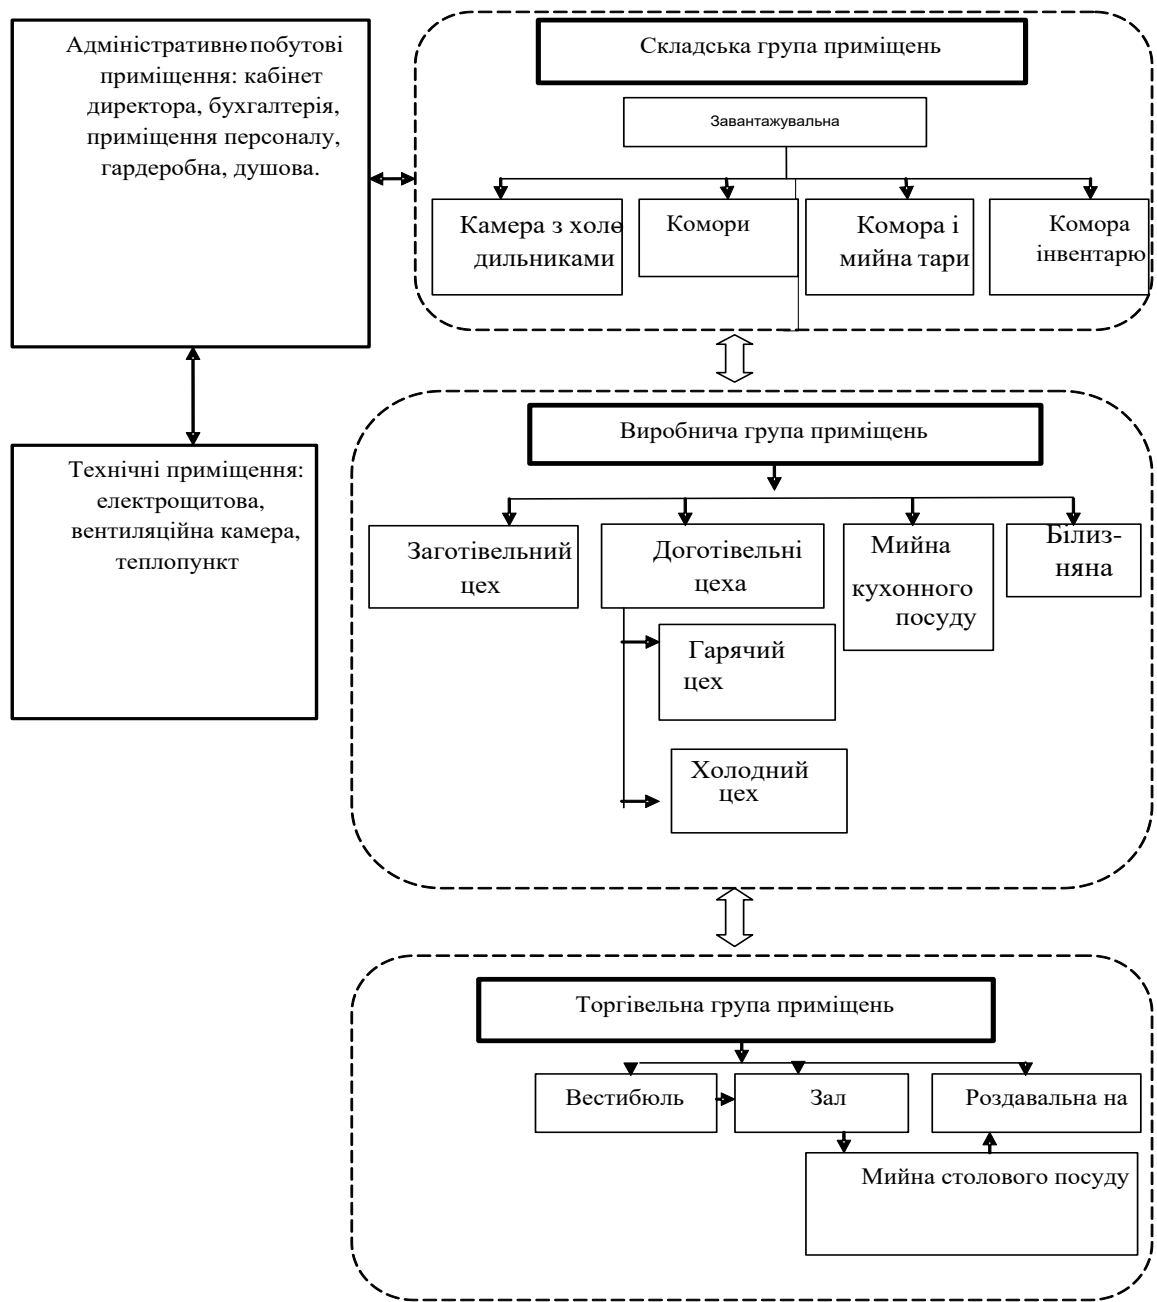 Адміністративно-побутові
приміщення: кабінет
директора, бухгалтерія,
приміщення персоналу,
гардеробна, душова.
Складська група приміщень
Завантажувальна
Камера з холо-
дильниками
Комори
Комора і
мийна тари
Комора
інвентарю
Технічні приміщення:
електрощитова,
вентиляційна камера,
теплопункт
Виробнича група приміщень
Заготівельний
цех
Доготівельні
цеха
Мийна
кухонного
посуду
Білиз-
няна
Гарячий
цех
Холодний
цех
Торгівельна група приміщень
Вестибюль
Зал
Роздавальна на
Мийна столового посуду